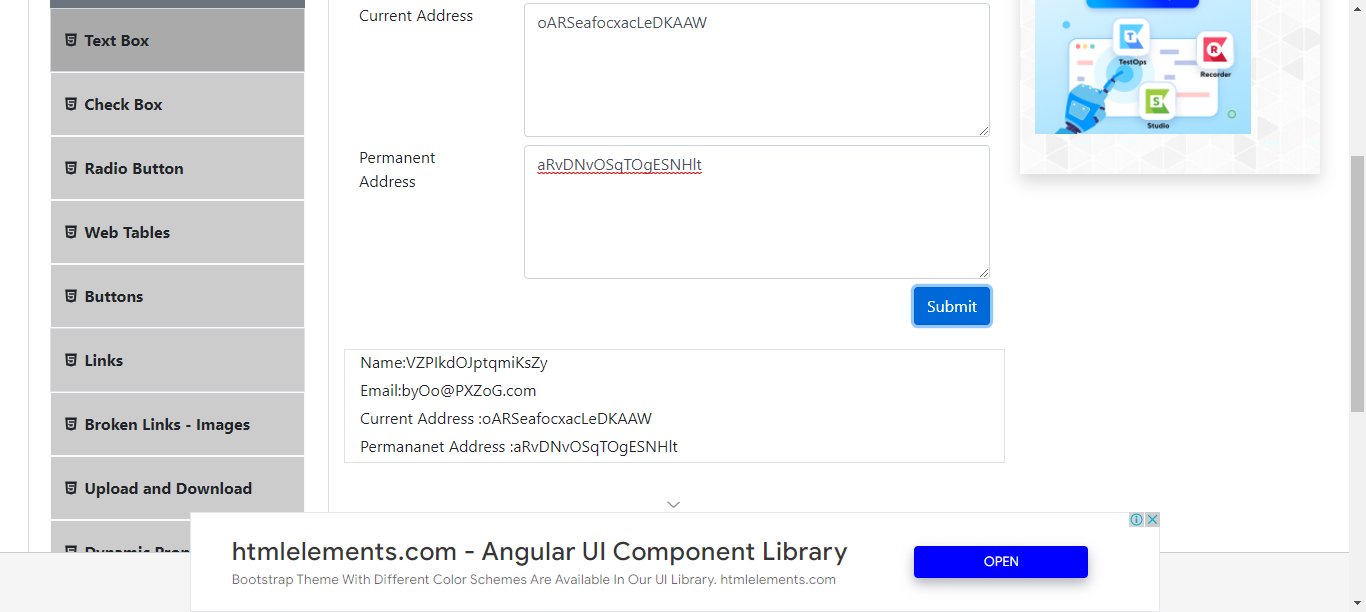 Text Box
Check Box
Radio Button
Web Tables
Buttons
Links
Broken Links - Images
Upload and Download
Current Address
oARSeafocxacLeDKAAW
Permanent
Address
aRvDNvOSqTOgESNHlt
Submit
Name:VZPIkdOJptqmiKsZy
Email:byOo@PXZoG.com
Current Address :oARSeafocxacLeDKAAW
Permananet Address :aRvDNvOSqTOgESNHlt
TestOps
Recorder
Studio
htmlelements.com - Angular UI Component Library
Bootstrap Theme With Different Color Schemes Are Available In Our UI Library. htmlelements.com
OPEN